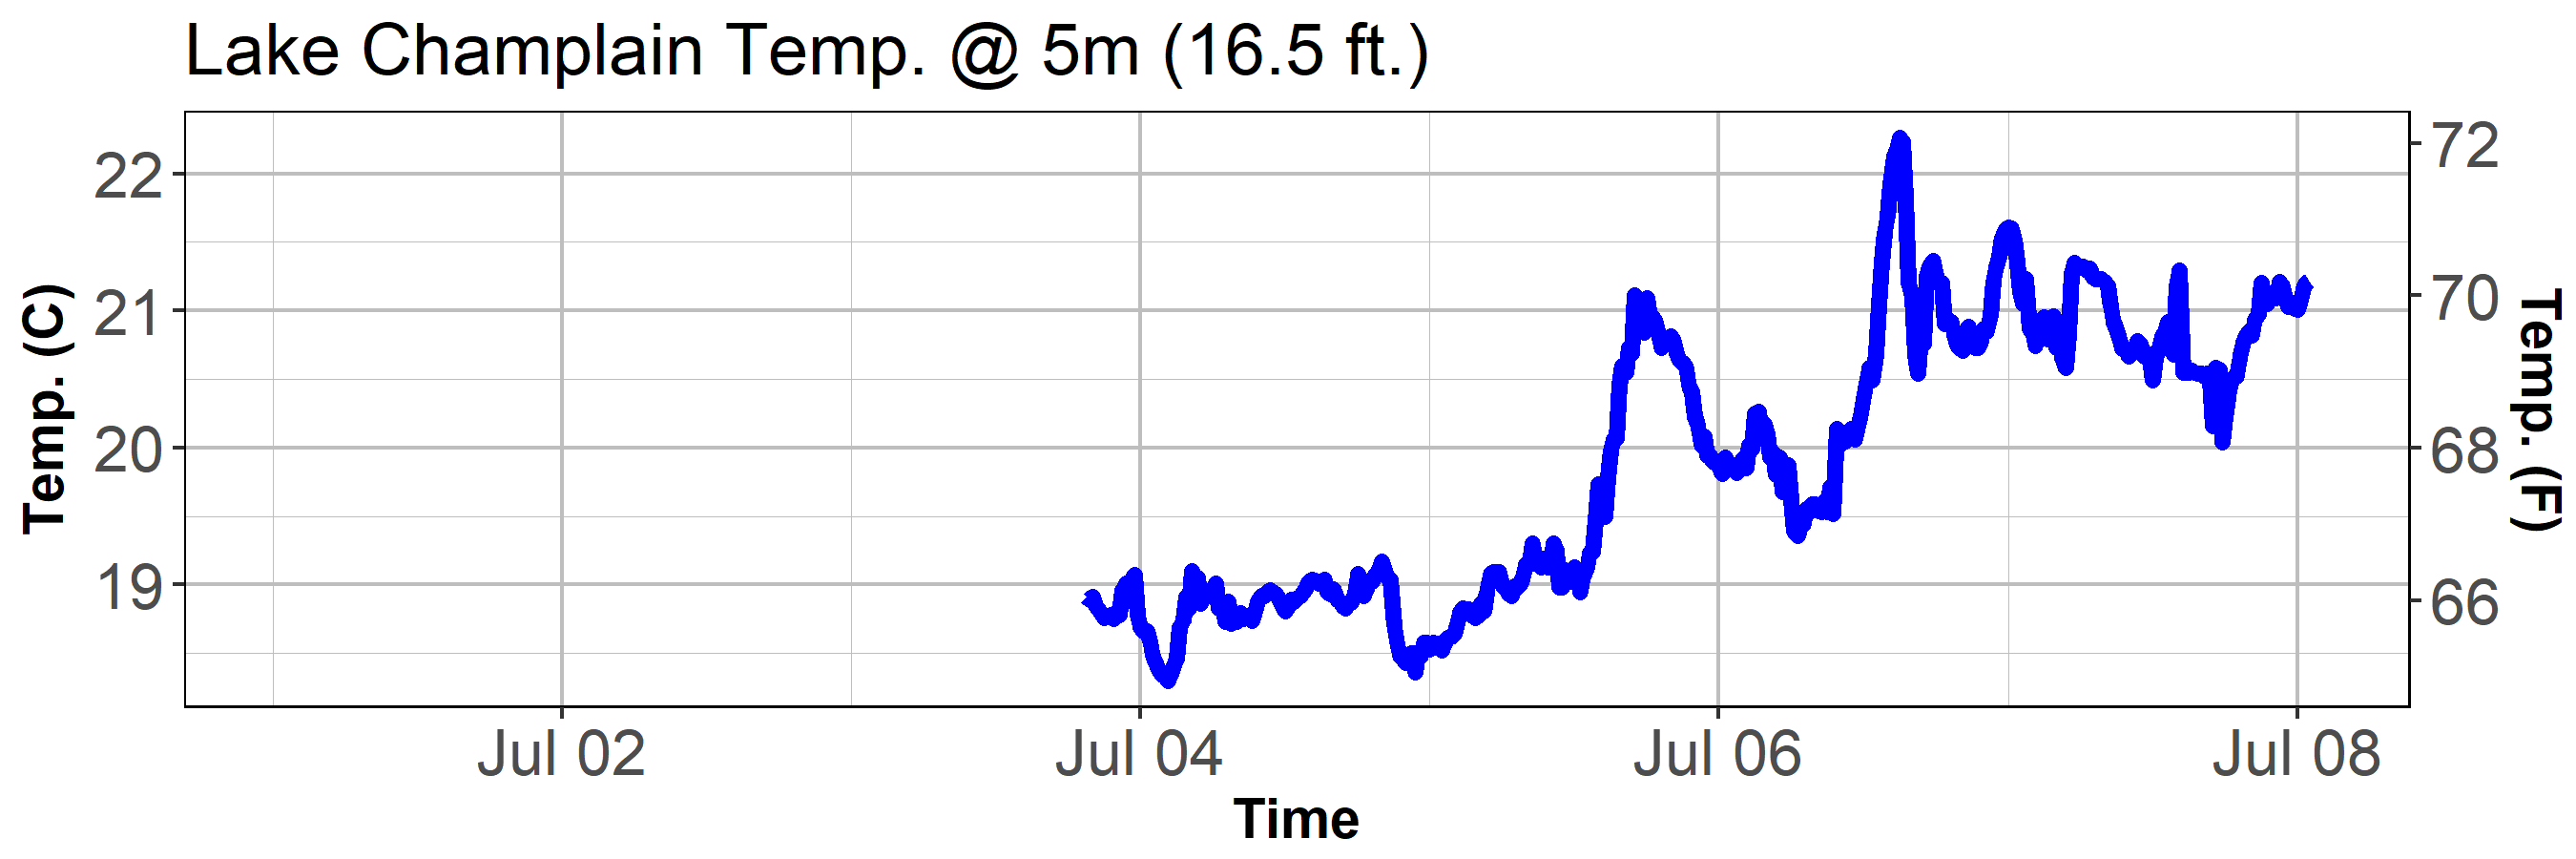 Lake Champlain Temp. @ 5m (16.5 ft.)
22
21
20
19
Temp. (C)
72
70
68
66
Temp. (F)
Jul 02 Jul 04 Jul 06 Jul 08
Time